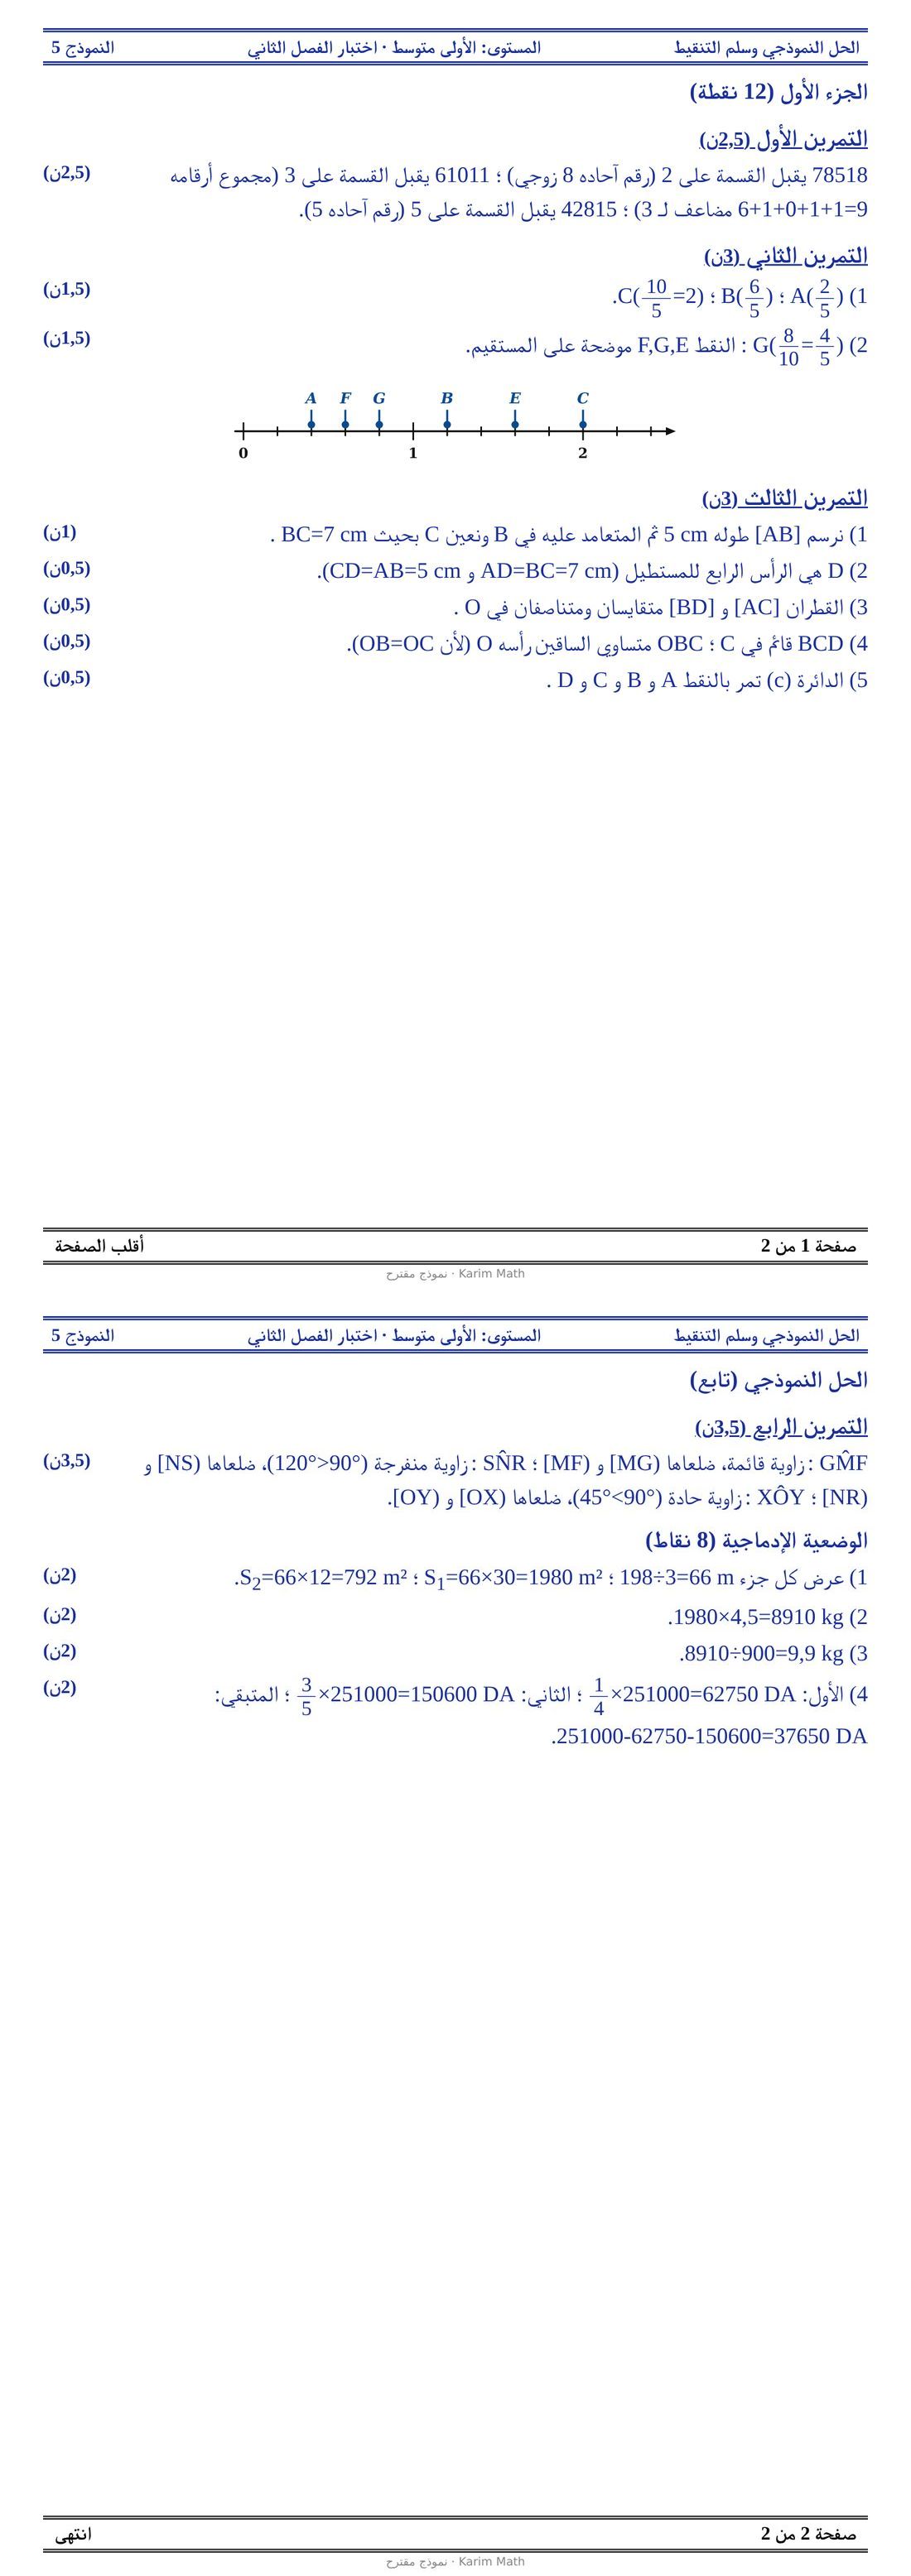 الحل النموذجي وسلم التنقيط المستوى: الأولى متوسط · اختبار الفصل الثاني النموذج 5
الجزء الأول (12 نقطة)
التمرين الأول (2,5ن)
78518 يقبل القسمة على 2 (رقم آحاده 8 زوجي) ؛ 61011 يقبل القسمة على 3 (مجموع أرقامه (2,5ن)
6+1+0+1+1=9 مضاعف لـ 3) ؛ 42815 يقبل القسمة على 5 (رقم آحاده 5).
التمرين الثاني (3ن)
1) A(2/5) ؛ B(6/5) ؛ C(10/5=2). (1,5ن)
2) G(8/10=4/5) : النقط F,G,E موضحة على المستقيم. (1,5ن)
A F G B E C
0 1 2
التمرين الثالث (3ن)
1) نرسم [AB] طوله 5 cm ثم المتعامد عليه في B ونعين C بحيث BC=7 cm . (1ن)
2) D هي الرأس الرابع للمستطيل (AD=BC=7 cm و CD=AB=5 cm). (0,5ن)
3) القطران [AC] و [BD] متقايسان ومتناصفان في O . (0,5ن)
4) BCD قائم في C ؛ OBC متساوي الساقين رأسه O (لأن OB=OC). (0,5ن)
5) الدائرة (c) تمر بالنقط A و B و C و D . (0,5ن)
صفحة 1 من 2 أقلب الصفحة
Karim Math · نموذج مقترح
الحل النموذجي وسلم التنقيط المستوى: الأولى متوسط · اختبار الفصل الثاني النموذج 5
الحل النموذجي (تابع)
التمرين الرابع (3,5ن)
GM̂F : زاوية قائمة، ضلعاها [MG) و [MF) ؛ SN̂R : زاوية منفرجة (120°>90°)، ضلعاها [NS) و (3,5ن)
[NR) ؛ XÔY : زاوية حادة (45°<90°)، ضلعاها [OX) و [OY).
الوضعية الإدماجية (8 نقاط)
1) عرض كل جزء 198÷3=66 m ؛ S₁=66×30=1980 m² ؛ S₂=66×12=792 m². (2ن)
2) 1980×4,5=8910 kg. (2ن)
3) 8910÷900=9,9 kg. (2ن)
4) الأول: 1/4×251000=62750 DA ؛ الثاني: 3/5×251000=150600 DA ؛ المتبقي: (2ن)
251000-62750-150600=37650 DA.
صفحة 2 من 2 انتهى
Karim Math · نموذج مقترح